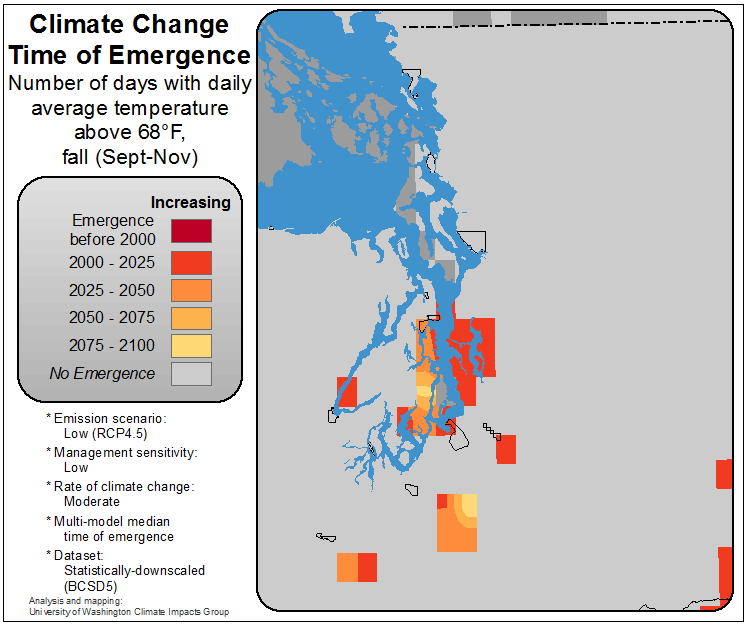 Climate Change
Time of Emergence
Number of days with daily
average temperature
above 68°F,
fall (Sept-Nov)
Increasing
Emergence
before 2000
2000 - 2025
2025 - 2050
2050 - 2075
2075 - 2100
No Emergence
* Emission scenario:
Low (RCP4.5)
* Management sensitivity:
Low
* Rate of climate change:
Moderate
* Multi-model median
time of emergence
* Dataset:
Statistically-downscaled
(BCSD5)
Analysis and mapping:
University of Washington Climate Impacts Group